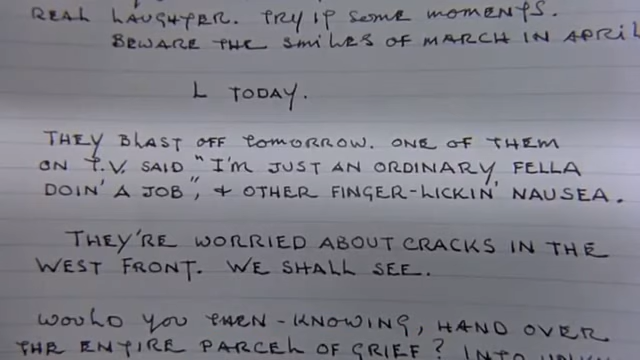 REAL LAUGHTER. TRY IT SOME MOMENTS.
BEWARE THE SMILES OF MARCH IN APRIL
L TODAY.
THEY BLAST OFF TOMORROW. ONE OF THEM
ON T.V. SAID "I'M JUST AN ORDINARY FELLA
DOIN' A JOB", & OTHER FINGER-LICKIN' NAUSEA.
THEY'RE WORRIED ABOUT CRACKS IN THE
WEST FRONT. WE SHALL SEE.
WOULD YOU THEN-KNOWING, HAND OVER
THE ENTIRE PARCEL OF GRIEF? INTO